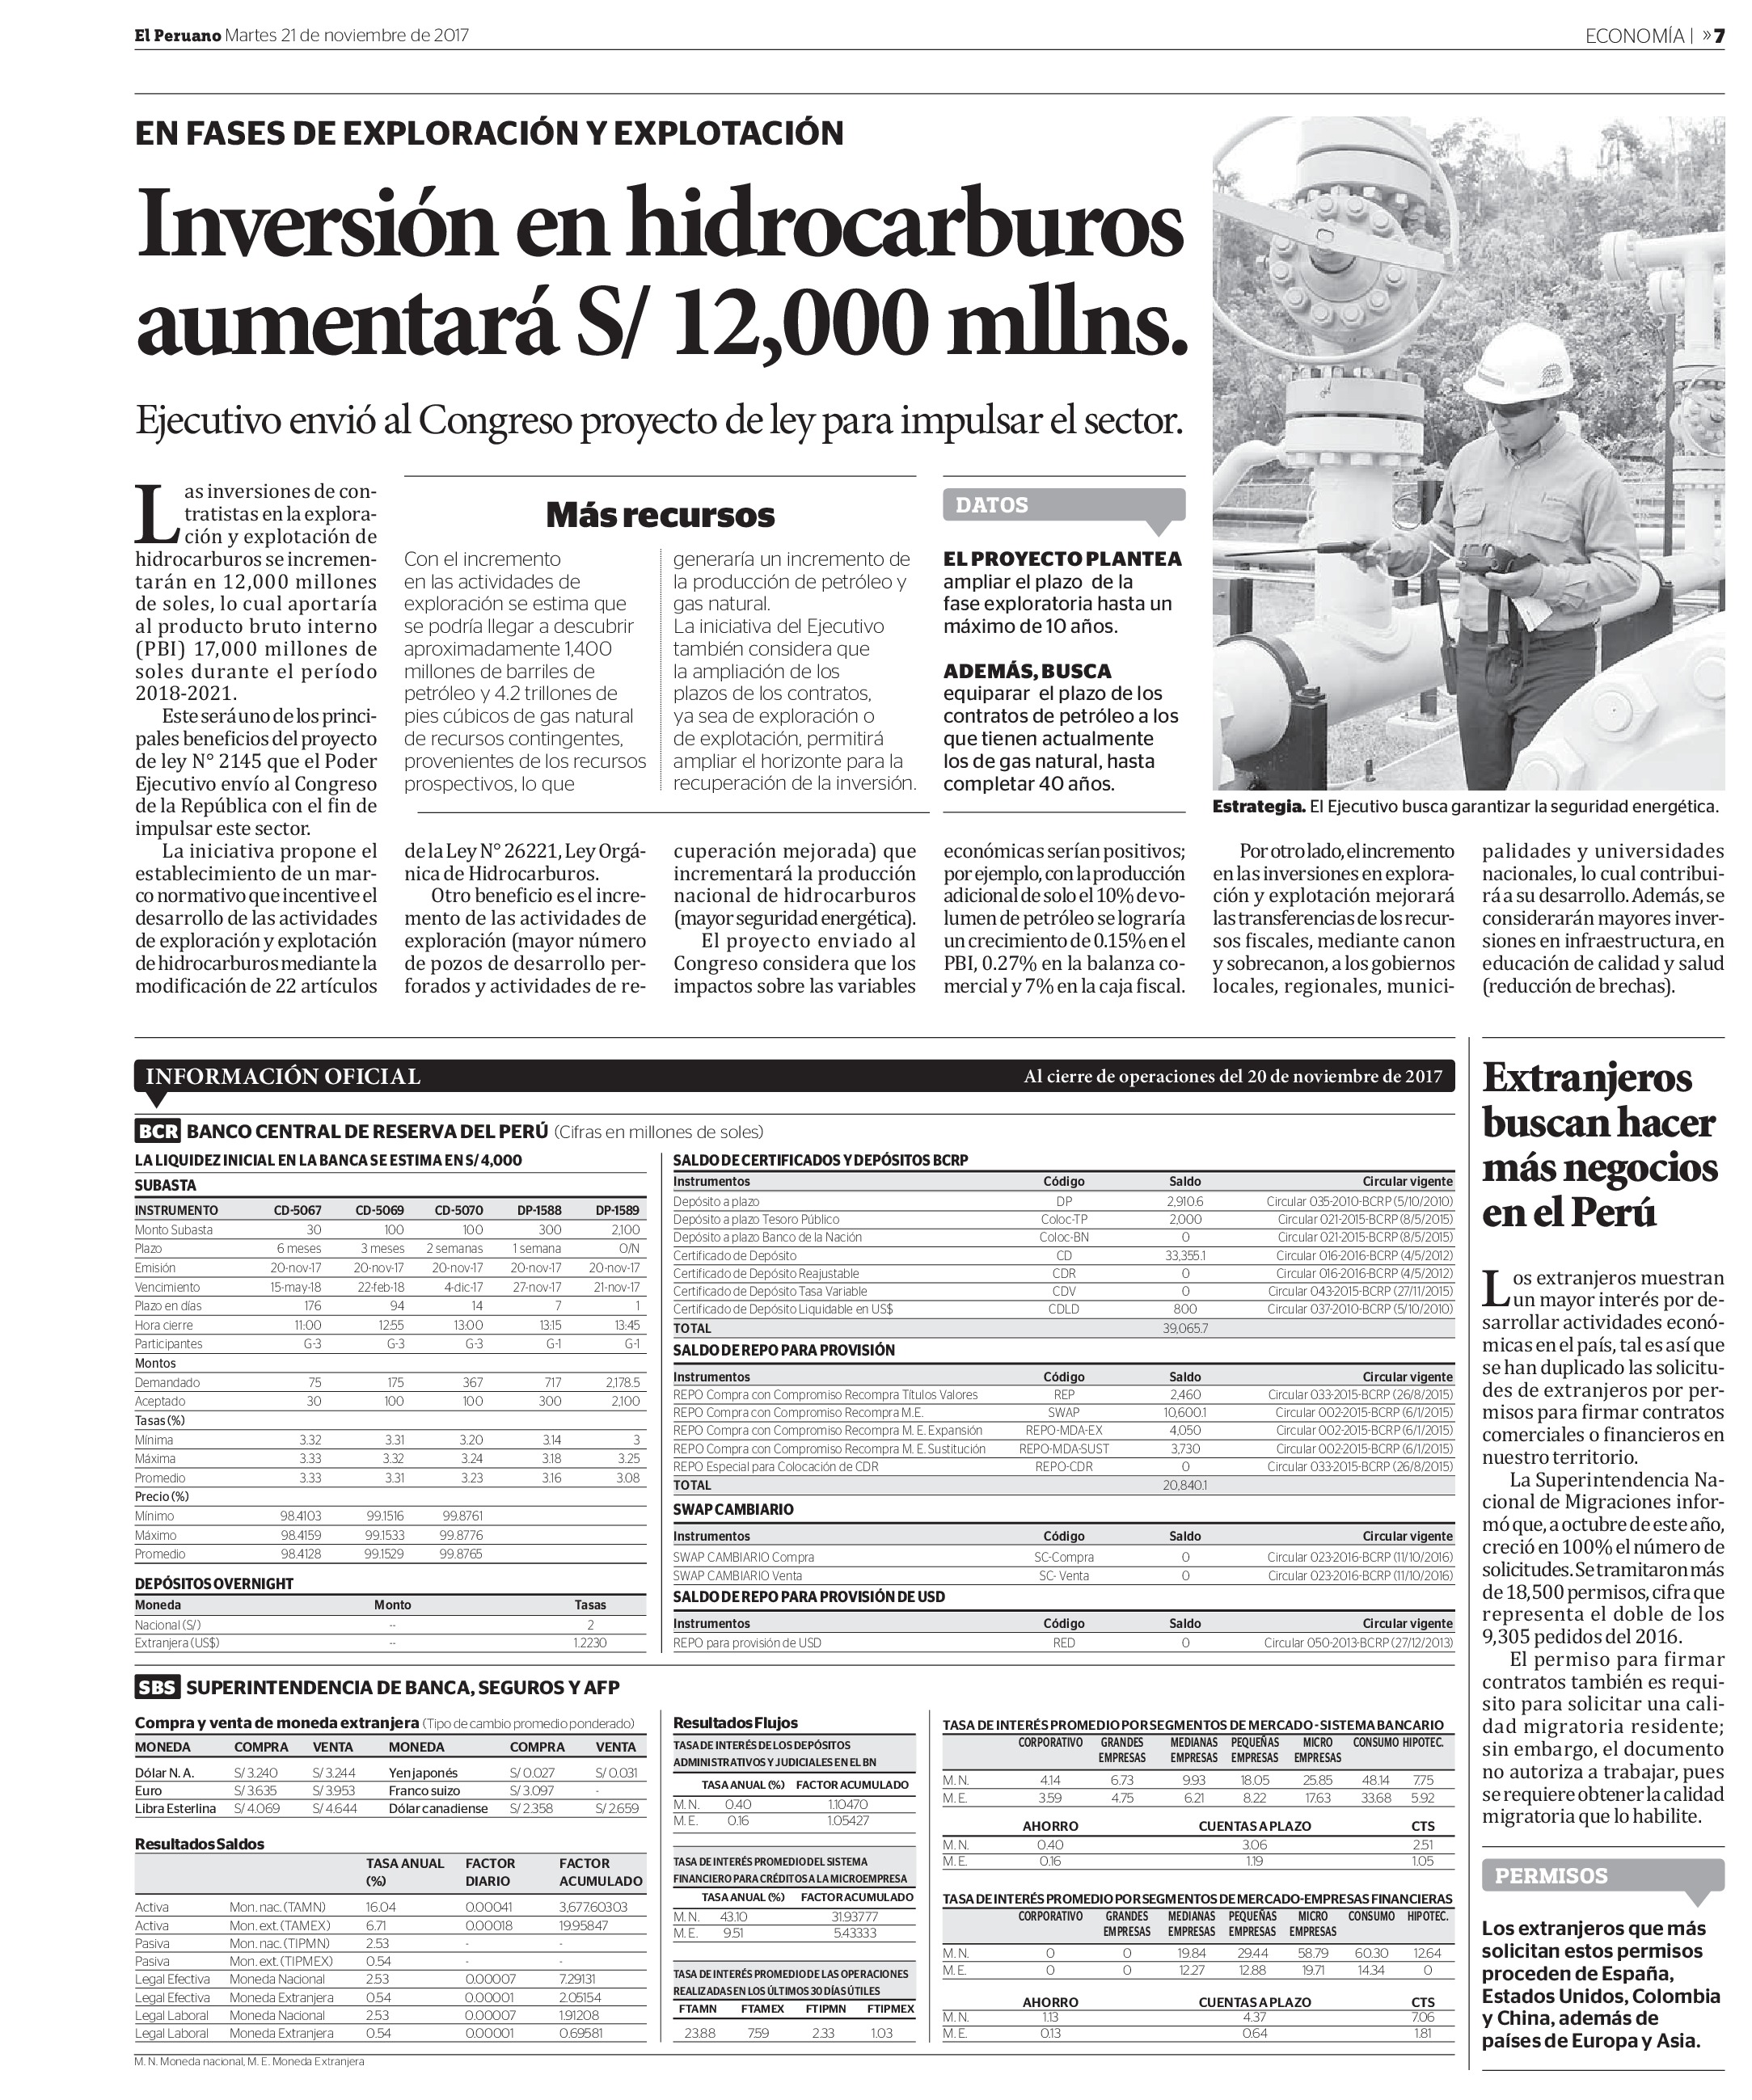 El Peruano Martes 21 de noviembre de 2017
ECONOMÍA | »7
EN FASES DE EXPLORACIÓN Y EXPLOTACIÓN
Inversión en hidrocarburos
aumentará S/ 12,000 mllns.
Ejecutivo envió al Congreso proyecto de ley para impulsar el sector.
Las inversiones de con-
tratistas en la explora-
ción y explotación de
hidrocarburos se incremen-
tarán en 12,000 millones
de soles, lo cual aportaría
al producto bruto interno
(PBI) 17,000 millones de
soles durante el período
2018-2021.
Este será uno de los princi-
pales beneficios del proyecto
de ley N° 2145 que el Poder
Ejecutivo envío al Congreso
de la República con el fin de
impulsar este sector.
La iniciativa propone el
establecimiento de un mar-
co normativo que incentive el
desarrollo de las actividades
de exploración y explotación
de hidrocarburos mediante la
modificación de 22 artículos
de la Ley N° 26221, Ley Orgá-
nica de Hidrocarburos.
Otro beneficio es el incre-
mento de las actividades de
exploración (mayor número
de pozos de desarrollo per-
forados y actividades de re-
cuperación mejorada) que
incrementará la producción
nacional de hidrocarburos
(mayor seguridad energética).
El proyecto enviado al
Congreso considera que los
impactos sobre las variables
económicas serían positivos;
por ejemplo, con la producción
adicional de solo el 10% de vo-
lumen de petróleo se lograría
un crecimiento de 0.15% en el
PBI, 0.27% en la balanza co-
mercial y 7% en la caja fiscal.
Por otro lado, el incremento
en las inversiones en explora-
ción y explotación mejorará
las transferencias de los recur-
sos fiscales, mediante canon
y sobrecanon, a los gobiernos
locales, regionales, munici-
palidades y universidades
nacionales, lo cual contribui-
rá a su desarrollo. Además, se
considerarán mayores inver-
siones en infraestructura, en
educación de calidad y salud
(reducción de brechas).
Más recursos
Con el incremento
en las actividades de
exploración se estima que
se podría llegar a descubrir
aproximadamente 1,400
millones de barriles de
petróleo y 4.2 trillones de
pies cúbicos de gas natural
de recursos contingentes,
provenientes de los recursos
prospectivos, lo que
generaría un incremento de
la producción de petróleo y
gas natural.
La iniciativa del Ejecutivo
también considera que
la ampliación de los
plazos de los contratos,
ya sea de exploración o
de explotación, permitirá
ampliar el horizonte para la
recuperación de la inversión.
DATOS
EL PROYECTO PLANTEA
ampliar el plazo de la
fase exploratoria hasta un
máximo de 10 años.
ADEMÁS, BUSCA
equiparar el plazo de los
contratos de petróleo a los
que tienen actualmente
los de gas natural, hasta
completar 40 años.
Estrategia. El Ejecutivo busca garantizar la seguridad energética.
INFORMACIÓN OFICIAL
Al cierre de operaciones del 20 de noviembre de 2017
BCR BANCO CENTRAL DE RESERVA DEL PERÚ (Cifras en millones de soles)
LA LIQUIDEZ INICIAL EN LA BANCA SE ESTIMA EN S/ 4,000
SUBASTA
INSTRUMENTO CD-5067 CD-5069 CD-5070 DP-1588 DP-1589
Monto Subasta 30 100 100 300 2,100
Plazo 6 meses 3 meses 2 semanas 1 semana O/N
Emisión 20-nov-17 20-nov-17 20-nov-17 20-nov-17 20-nov-17
Vencimiento 15-may-18 22-feb-18 4-dic-17 27-nov-17 21-nov-17
Plazo en días 176 94 14 7 1
Hora cierre 11:00 12:55 13:00 13:15 13:45
Participantes G-3 G-3 G-3 G-1 G-1
Montos
Demandado 75 175 367 717 2,178.5
Aceptado 30 100 100 300 2,100
Tasas (%)
Mínima 3.32 3.31 3.20 3.14 3
Máxima 3.33 3.32 3.24 3.18 3.25
Promedio 3.33 3.31 3.23 3.16 3.08
Precio (%)
Mínimo 98.4103 99.1516 99.8761
Máximo 98.4159 99.1533 99.8776
Promedio 98.4128 99.1529 99.8765
DEPÓSITOS OVERNIGHT
Moneda Monto Tasas
Nacional (S/) -- 2
Extranjera (US$) -- 1.2230
SALDO DE CERTIFICADOS Y DEPÓSITOS BCRP
Instrumentos Código Saldo Circular vigente
Depósito a plazo DP 2,910.6 Circular 035-2010-BCRP (5/10/2010)
Depósito a plazo Tesoro Público Coloc-TP 2,000 Circular 021-2015-BCRP (8/5/2015)
Depósito a plazo Banco de la Nación Coloc-BN 0 Circular 021-2015-BCRP (8/5/2015)
Certificado de Depósito CD 33,355.1 Circular 016-2016-BCRP (4/5/2012)
Certificado de Depósito Reajustable CDR 0 Circular 016-2016-BCRP (4/5/2012)
Certificado de Depósito Tasa Variable CDV 0 Circular 043-2015-BCRP (27/11/2015)
Certificado de Depósito Liquidable en US$ CDLD 800 Circular 037-2010-BCRP (5/10/2010)
TOTAL 39,065.7
SALDO DE REPO PARA PROVISIÓN
Instrumentos Código Saldo Circular vigente
REPO Compra con Compromiso Recompra Títulos Valores REP 2,460 Circular 033-2015-BCRP (26/8/2015)
REPO Compra con Compromiso Recompra M.E. SWAP 10,600.1 Circular 002-2015-BCRP (6/1/2015)
REPO Compra con Compromiso Recompra M. E. Expansión REPO-MDA-EX 4,050 Circular 002-2015-BCRP (6/1/2015)
REPO Compra con Compromiso Recompra M. E. Sustitución REPO-MDA-SUST 3,730 Circular 002-2015-BCRP (6/1/2015)
REPO Especial para Colocación de CDR REPO-CDR 0 Circular 033-2015-BCRP (26/8/2015)
TOTAL 20,840.1
SWAP CAMBIARIO
Instrumentos Código Saldo Circular vigente
SWAP CAMBIARIO Compra SC-Compra 0 Circular 023-2016-BCRP (11/10/2016)
SWAP CAMBIARIO Venta SC- Venta 0 Circular 023-2016-BCRP (11/10/2016)
SALDO DE REPO PARA PROVISIÓN DE USD
Instrumentos Código Saldo Circular vigente
REPO para provisión de USD RED 0 Circular 050-2013-BCRP (27/12/2013)
SBS SUPERINTENDENCIA DE BANCA, SEGUROS Y AFP
Compra y venta de moneda extranjera (Tipo de cambio promedio ponderado)
MONEDA COMPRA VENTA MONEDA COMPRA VENTA
Dólar N. A. S/ 3.240 S/ 3.244 Yen japonés S/ 0.027 S/ 0.031
Euro S/ 3.635 S/ 3.953 Franco suizo S/ 3.097 -
Libra Esterlina S/ 4.069 S/ 4.644 Dólar canadiense S/ 2.358 S/ 2.659
Resultados Saldos
TASA ANUAL FACTOR FACTOR
(%) DIARIO ACUMULADO
Activa Mon. nac. (TAMN) 16.04 0.00041 3,677.60303
Activa Mon. ext. (TAMEX) 6.71 0.00018 19.95847
Pasiva Mon. nac. (TIPMN) 2.53 - -
Pasiva Mon. ext. (TIPMEX) 0.54 - -
Legal Efectiva Moneda Nacional 2.53 0.00007 7.29131
Legal Efectiva Moneda Extranjera 0.54 0.00001 2.05154
Legal Laboral Moneda Nacional 2.53 0.00007 1.91208
Legal Laboral Moneda Extranjera 0.54 0.00001 0.69581
M. N. Moneda nacional, M. E. Moneda Extranjera
Resultados Flujos
TASA DE INTERÉS DE LOS DEPÓSITOS
ADMINISTRATIVOS Y JUDICIALES EN EL BN
TASA ANUAL (%) FACTOR ACUMULADO
M. N. 0.40 1.10470
M. E. 0.16 1.05427
TASA DE INTERÉS PROMEDIO DEL SISTEMA
FINANCIERO PARA CRÉDITOS A LA MICROEMPRESA
TASA ANUAL (%) FACTOR ACUMULADO
M. N. 43.10 31.93777
M. E. 9.51 5.43333
TASA DE INTERÉS PROMEDIO DE LAS OPERACIONES
REALIZADAS EN LOS ÚLTIMOS 30 DÍAS ÚTILES
FTAMN FTAMEX FTIPMN FTIPMEX
23.88 7.59 2.33 1.03
TASA DE INTERÉS PROMEDIO POR SEGMENTOS DE MERCADO - SISTEMA BANCARIO
CORPORATIVO GRANDES MEDIANAS PEQUEÑAS MICRO CONSUMO HIPOTEC.
EMPRESAS EMPRESAS EMPRESAS EMPRESAS
M. N. 4.14 6.73 9.93 18.05 25.85 48.14 7.75
M. E. 3.59 4.75 6.21 8.22 17.63 33.68 5.92
AHORRO CUENTAS A PLAZO CTS
M. N. 0.40 3.06 2.51
M. E. 0.16 1.19 1.05
TASA DE INTERÉS PROMEDIO POR SEGMENTOS DE MERCADO-EMPRESAS FINANCIERAS
CORPORATIVO GRANDES MEDIANAS PEQUEÑAS MICRO CONSUMO HIPOTEC.
EMPRESAS EMPRESAS EMPRESAS EMPRESAS
M. N. 0 0 19.84 29.44 58.79 60.30 12.64
M. E. 0 0 12.27 12.88 19.71 14.34 0
AHORRO CUENTAS A PLAZO CTS
M. N. 1.13 4.37 7.06
M. E. 0.13 0.64 1.81
Extranjeros
buscan hacer
más negocios
en el Perú
Los extranjeros muestran
un mayor interés por de-
sarrollar actividades econó-
micas en el país, tal es así que
se han duplicado las solicitu-
des de extranjeros por per-
misos para firmar contratos
comerciales o financieros en
nuestro territorio.
La Superintendencia Na-
cional de Migraciones infor-
mó que, a octubre de este año,
creció en 100% el número de
solicitudes. Se tramitaron más
de 18,500 permisos, cifra que
representa el doble de los
9,305 pedidos del 2016.
El permiso para firmar
contratos también es requi-
sito para solicitar una cali-
dad migratoria residente;
sin embargo, el documento
no autoriza a trabajar, pues
se requiere obtener la calidad
migratoria que lo habilite.
PERMISOS
Los extranjeros que más
solicitan estos permisos
proceden de España,
Estados Unidos, Colombia
y China, además de
países de Europa y Asia.